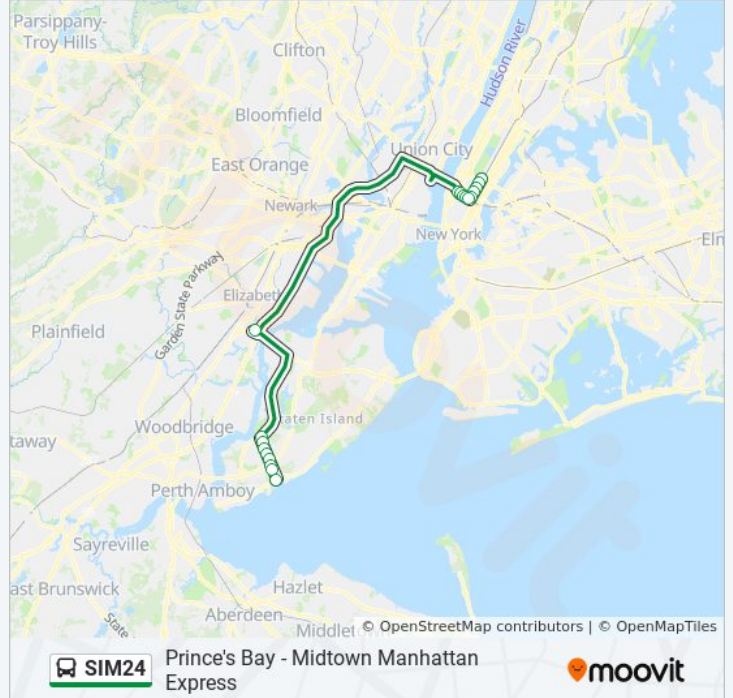 Parsippany-
Troy Hills
Clifton
Hudson River
Bloomfield
Union City
East Orange
Newark
New York
Elm
Garden State Parkway
Elizabeth
Plainfield
taten Island
Woodbridge
taway
Perth Amboy
Sayreville
ast Brunswick
Hazlet
State
Aberdeen
Middleto
© OpenStreetMap contributors | © OpenMapTiles
SIM24
Prince's Bay - Midtown Manhattan
Express
moovit